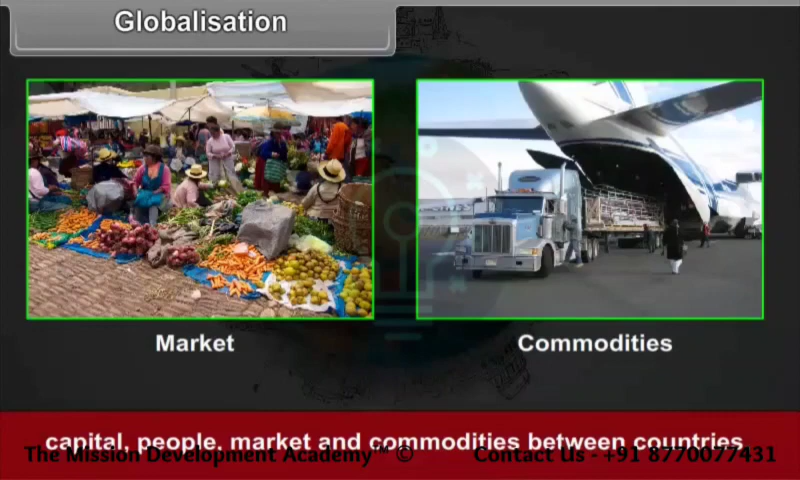 Globalisation
Market
Commodities
capital, people, market and commodities between countries
The Mission Development Academy™ © Contact Us - +91 8770077431